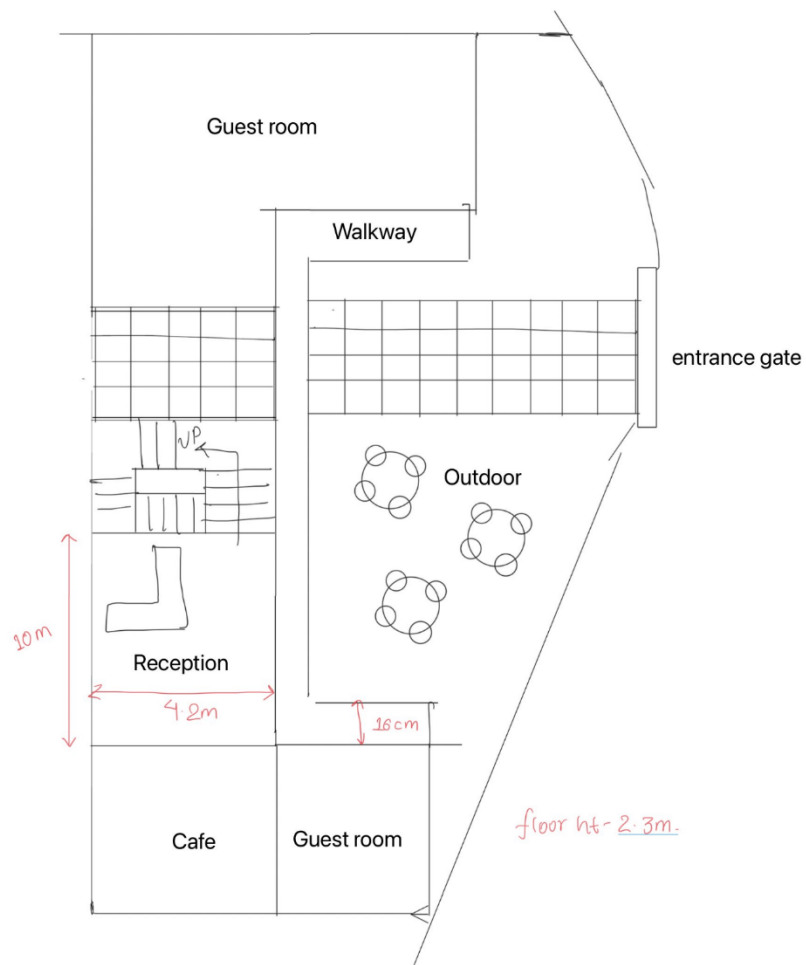 Guest room
Walkway
entrance gate
UP
Outdoor
10m
Reception
4.2m
16cm
Cafe
Guest room
floor ht- 2.3m.